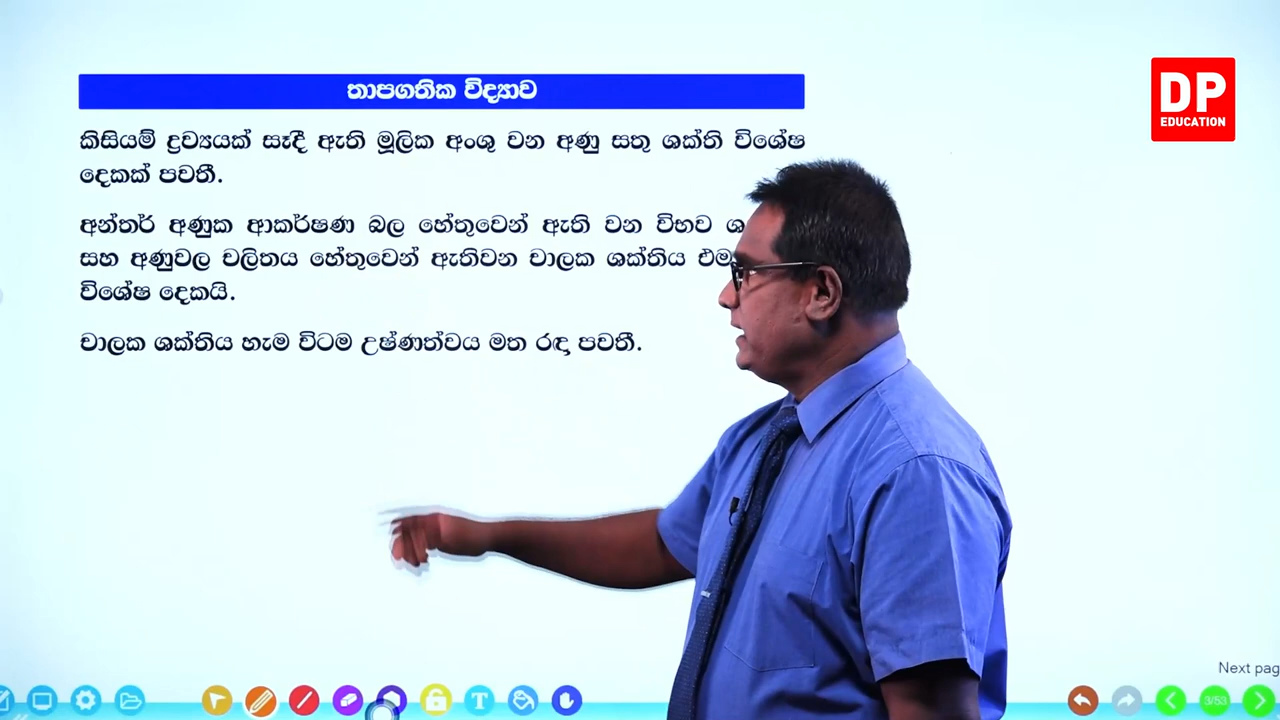 තාපගතික විද්‍යාව
DP
EDUCATION
කිසියම් ද්‍රව්‍යයක් සෑදී ඇති මූලික අංශු වන අණු සතු ශක්ති විශේෂ
දෙකක් පවතී.
අන්තර් අණුක ආකර්ෂණ බල හේතුවෙන් ඇති වන විභව
සහ අණුවල චලිතය හේතුවෙන් ඇතිවන චාලක ශක්තිය
විශේෂ දෙකයි.
චාලක ශක්තිය හැම විටම උෂ්ණත්වය මත රඳා පවතී.
Next
3/53